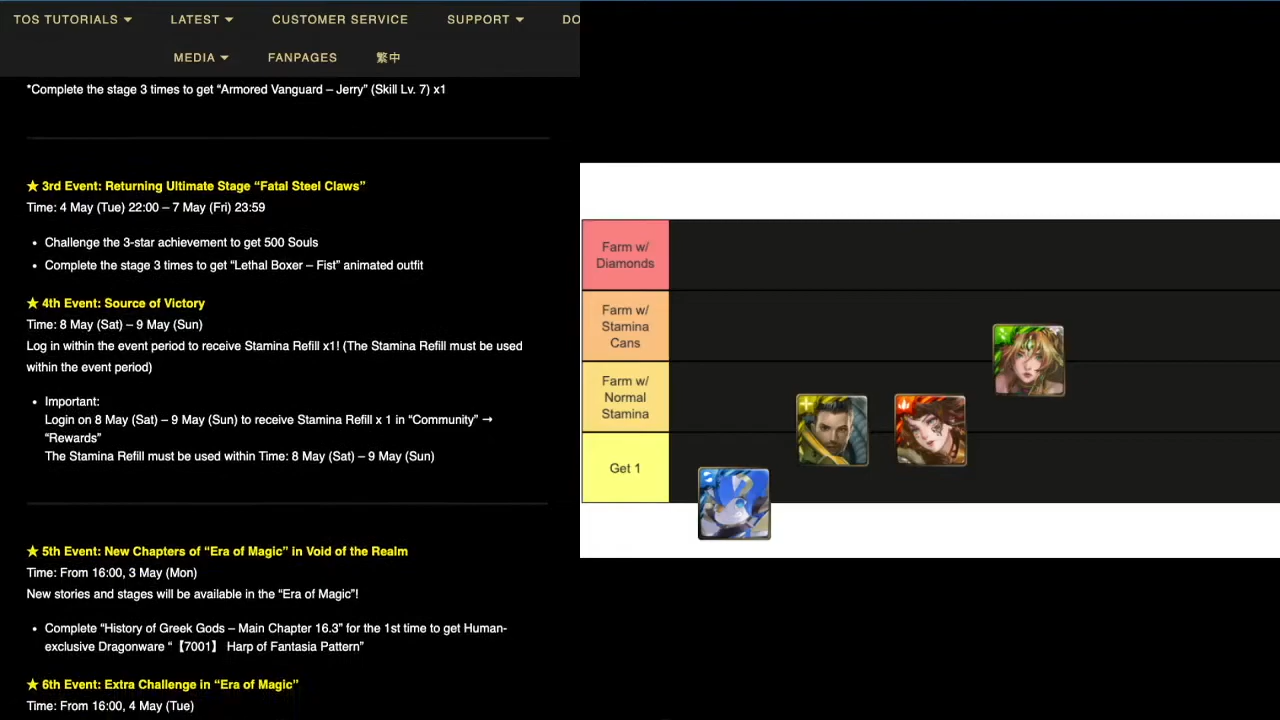 TOS TUTORIALS LATEST CUSTOMER SERVICE SUPPORT DO
MEDIA FANPAGES 繁中
*Complete the stage 3 times to get “Armored Vanguard – Jerry” (Skill Lv. 7) x1
★ 3rd Event: Returning Ultimate Stage “Fatal Steel Claws”
Time: 4 May (Tue) 22:00 – 7 May (Fri) 23:59
• Challenge the 3-star achievement to get 500 Souls
• Complete the stage 3 times to get “Lethal Boxer – Fist” animated outfit
★ 4th Event: Source of Victory
Time: 8 May (Sat) – 9 May (Sun)
Log in within the event period to receive Stamina Refill x1! (The Stamina Refill must be used
within the event period)
• Important:
Login on 8 May (Sat) – 9 May (Sun) to receive Stamina Refill x 1 in “Community” →
“Rewards”
The Stamina Refill must be used within Time: 8 May (Sat) – 9 May (Sun)
★ 5th Event: New Chapters of “Era of Magic” in Void of the Realm
Time: From 16:00, 3 May (Mon)
New stories and stages will be available in the “Era of Magic”!
• Complete “History of Greek Gods – Main Chapter 16.3” for the 1st time to get Human-
exclusive Dragonware “【7001】 Harp of Fantasia Pattern”
★ 6th Event: Extra Challenge in “Era of Magic”
Time: From 16:00, 4 May (Tue)
Farm w/
Diamonds
Farm w/
Stamina
Cans
Farm w/
Normal
Stamina
Get 1